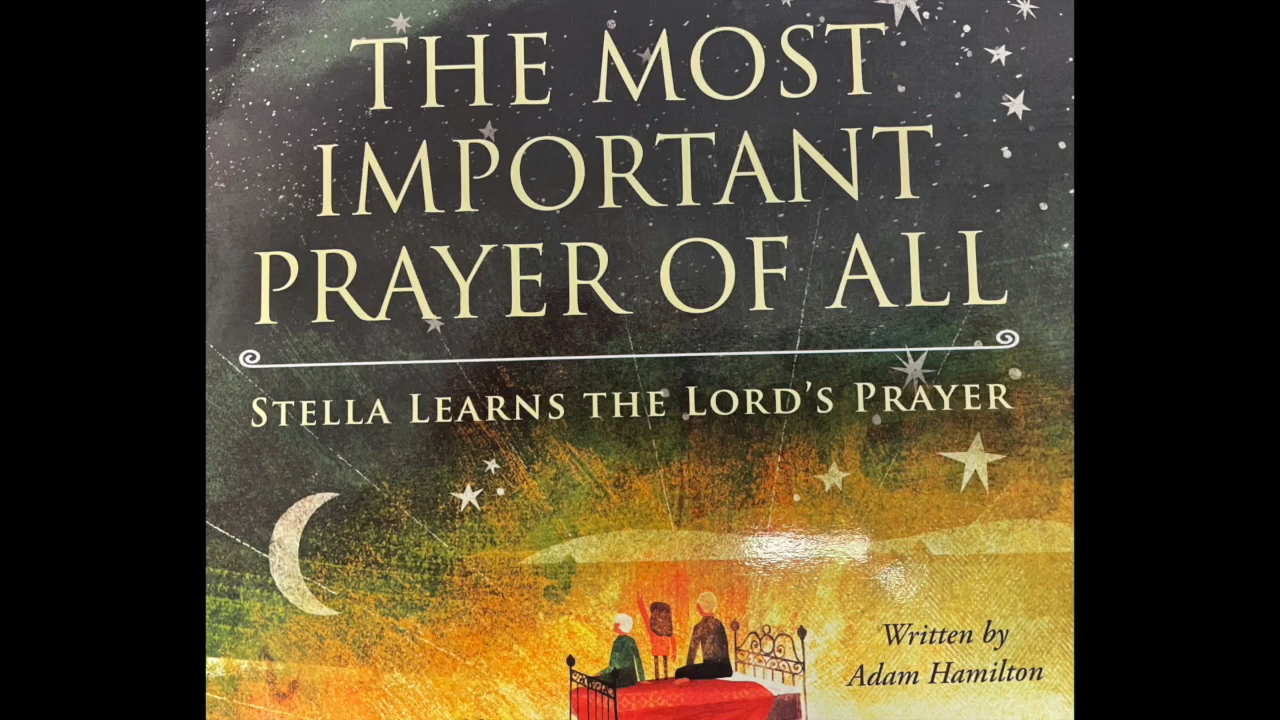 THE MOST
IMPORTANT
PRAYER OF ALL
STELLA LEARNS THE LORD'S PRAYER
Written by
Adam Hamilton